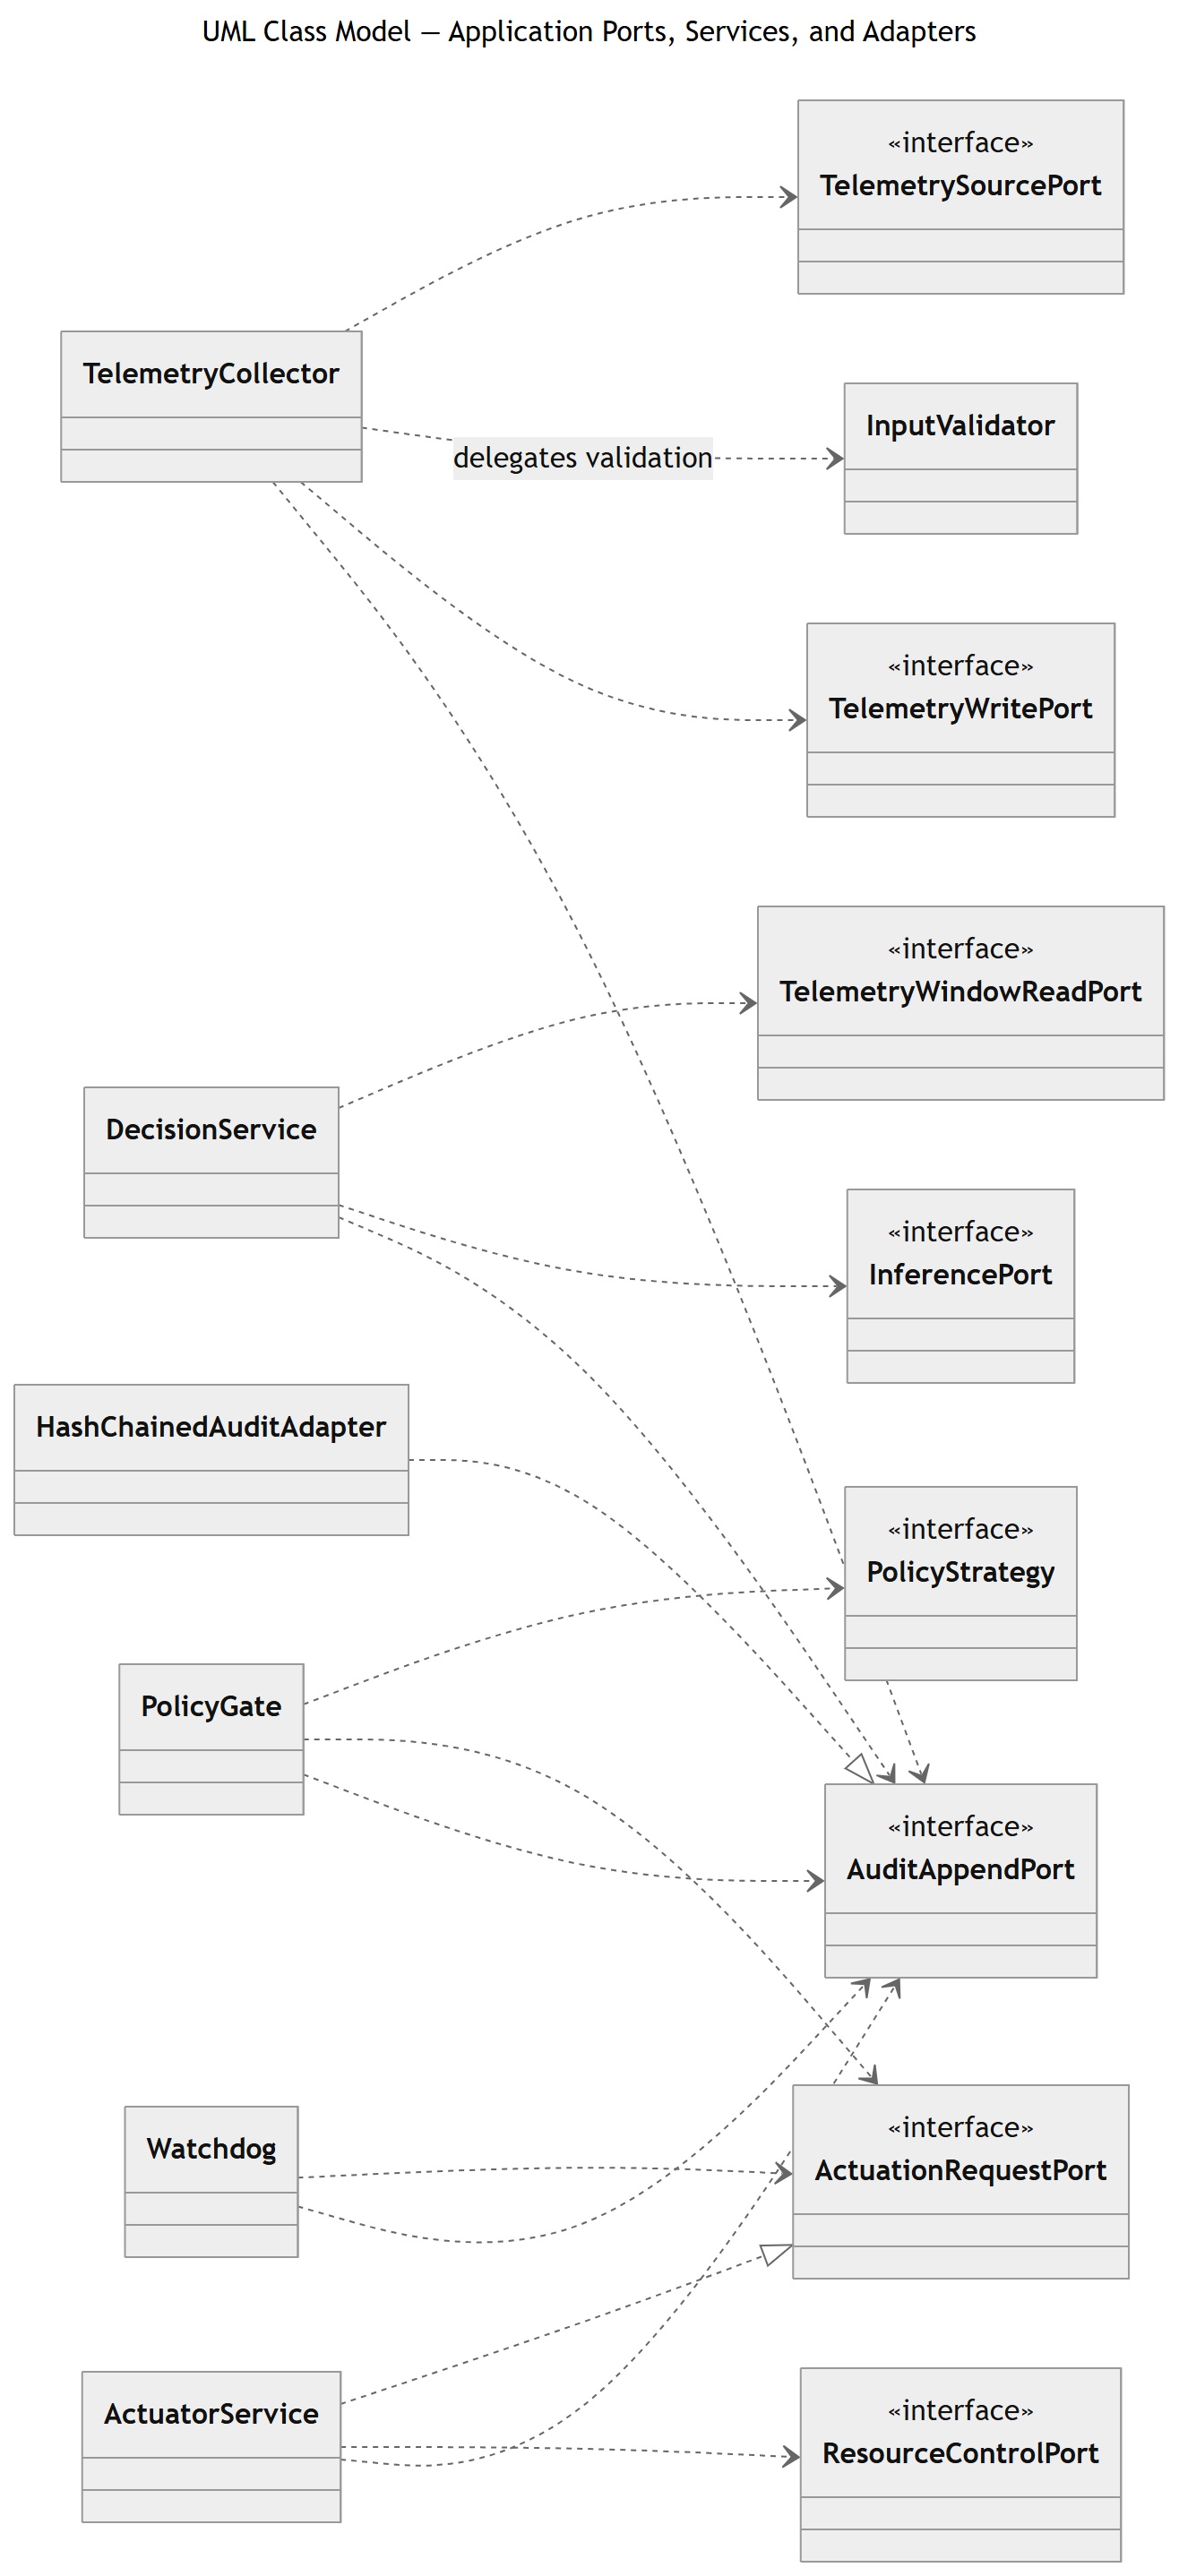 UML Class Model – Application Ports, Services, and Adapters
«interface»
TelemetrySourcePort
TelemetryCollector
InputValidator
delegates validation
«interface»
TelemetryWritePort
«interface»
TelemetryWindowReadPort
DecisionService
«interface»
InferencePort
HashChainedAuditAdapter
«interface»
PolicyStrategy
PolicyGate
«interface»
AuditAppendPort
Watchdog
«interface»
ActuationRequestPort
ActuatorService
«interface»
ResourceControlPort